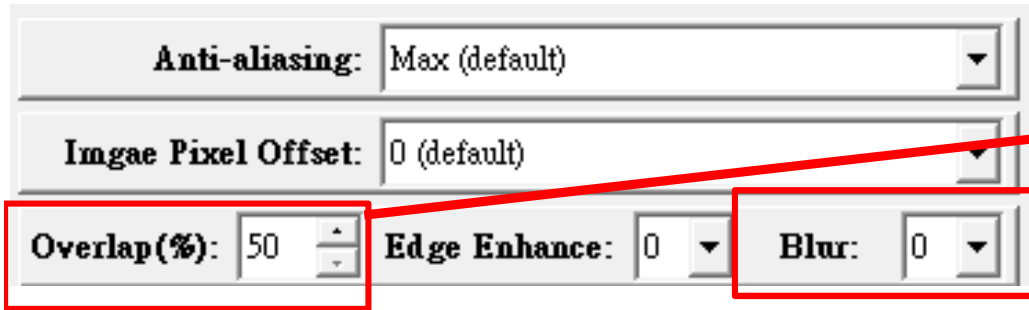 Anti-aliasing: Max (default)
Imgae Pixel Offset: 0 (default)
Overlap(%): 50 Edge Enhance: 0 Blur: 0